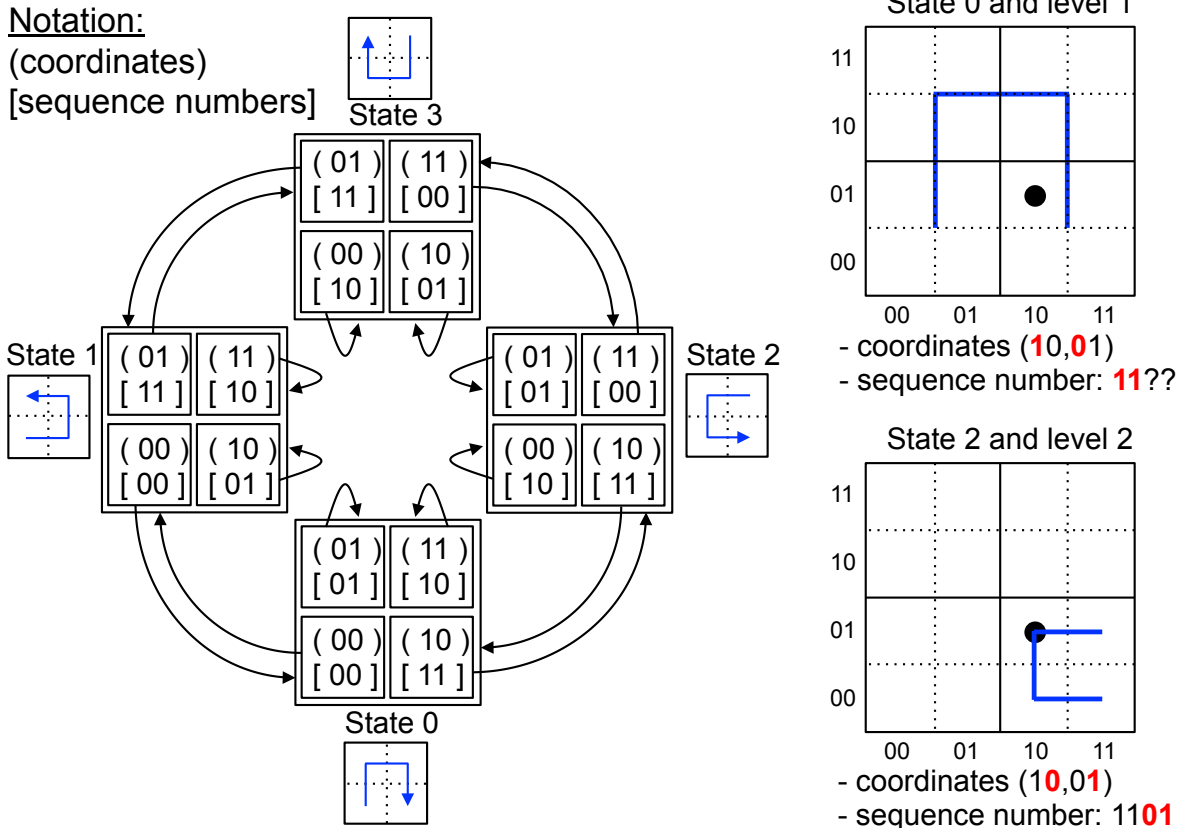 Notation:
(coordinates)
[sequence numbers]
State 3
( 01 ) ( 11 )
[ 11 ] [ 00 ]
( 00 ) ( 10 )
[ 10 ] [ 01 ]
State 1
( 01 ) ( 11 )
[ 11 ] [ 10 ]
( 00 ) ( 10 )
[ 00 ] [ 01 ]
State 2
( 01 ) ( 11 )
[ 01 ] [ 00 ]
( 00 ) ( 10 )
[ 10 ] [ 11 ]
( 01 ) ( 11 )
[ 01 ] [ 10 ]
( 00 ) ( 10 )
[ 00 ] [ 11 ]
State 0
State 0 and level 1
11
10
01
00
00 01 10 11
- coordinates (10,01)
- sequence number: 11??
State 2 and level 2
11
10
01
00
00 01 10 11
- coordinates (10,01)
- sequence number: 1101